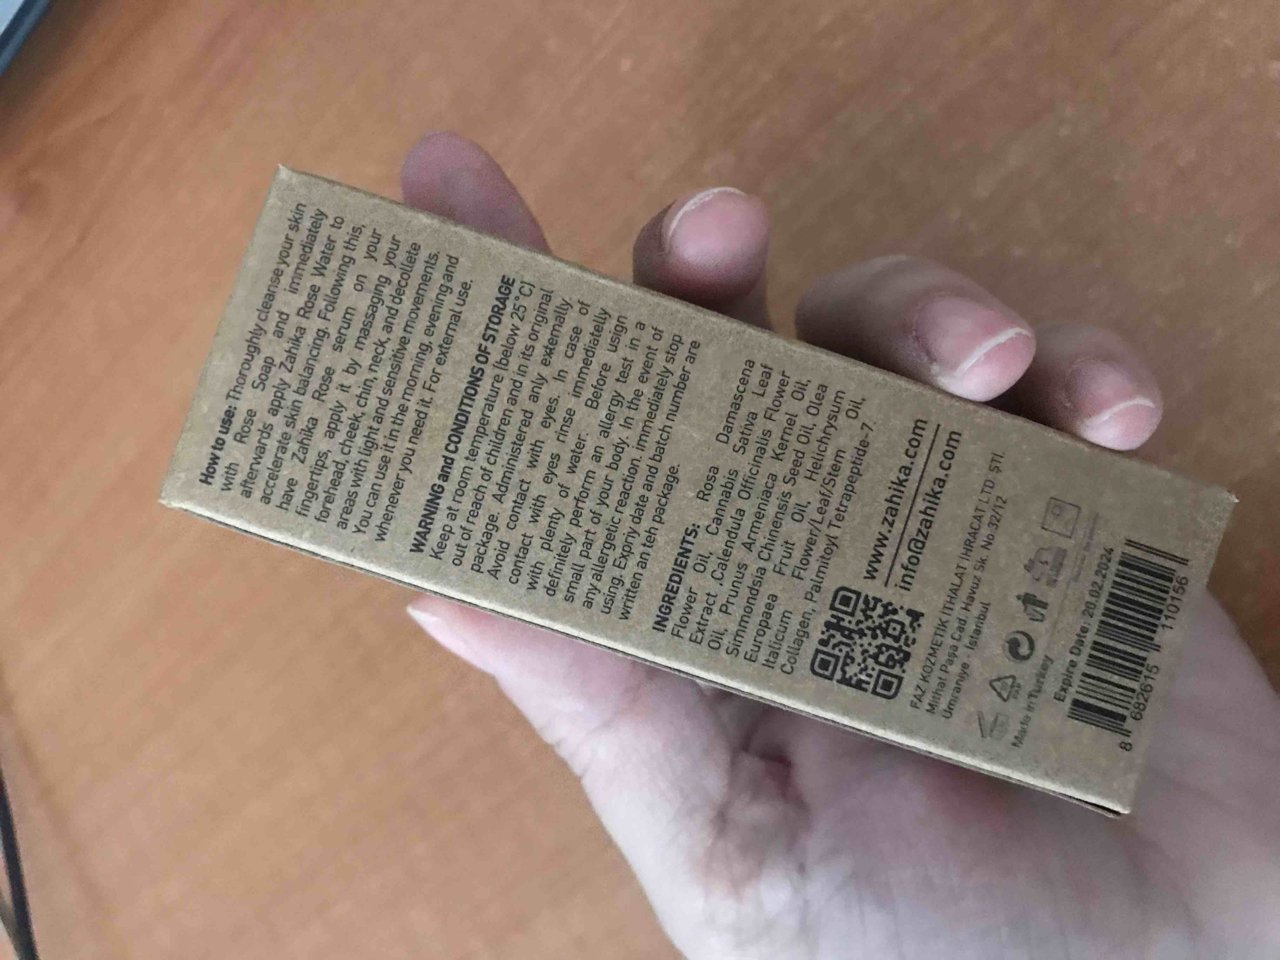 How to use: Thoroughly cleanse your skin
with Rose Soap and immediately
afterwards apply Zahika Rose Water to
accelerate skin balancing. Following this,
have Zahika Rose serum on your
fingertips, apply it by massaging your
forehead, cheek, chin, neck, and decollete
areas with light and sensitive movements.
You can use it in the morning, evening and
whenever you need it. For external use.
WARNING and CONDITIONS OF STORAGE
Keep at room temperature (below 25°C)
out of reach of children and in its original
package. Administered anly externally
Avoid contact with eyes. In case of
contact with eyes rinse immediatelly
with plenty of water. Before usign
definitely perform an allergy test in a
small part of your body. In the event of
any allergetic reaction. immediately stop
using. Expriy date and batch number are
written an teh package.
INGREDIENTS: Rosa Damascena
Flower Oil, Cannabis Sativa Leaf
Extract ,Calendula Officinalis Flower
Oil, Prunus Armeniaca Kernel Oil,
Simmondsia Chinensis Seed Oil, Olea
Europaea Fruit Oil, Helichrysum
Italicum Flower/Leaf/Stem Oil,
Collagen, Palmitoyl Tetrapeptide-7.
www.zahika.com
info@zahika.com
FAZ KOZMETİK İTHALAT İHRACAT LTD ŞTİ.
Mithat Paşa Cad. Havuz Sk. No:32/12
Ümraniye - İstanbul
Made in Turkey
Expire Date: 20.02.2024
8 682615 110156